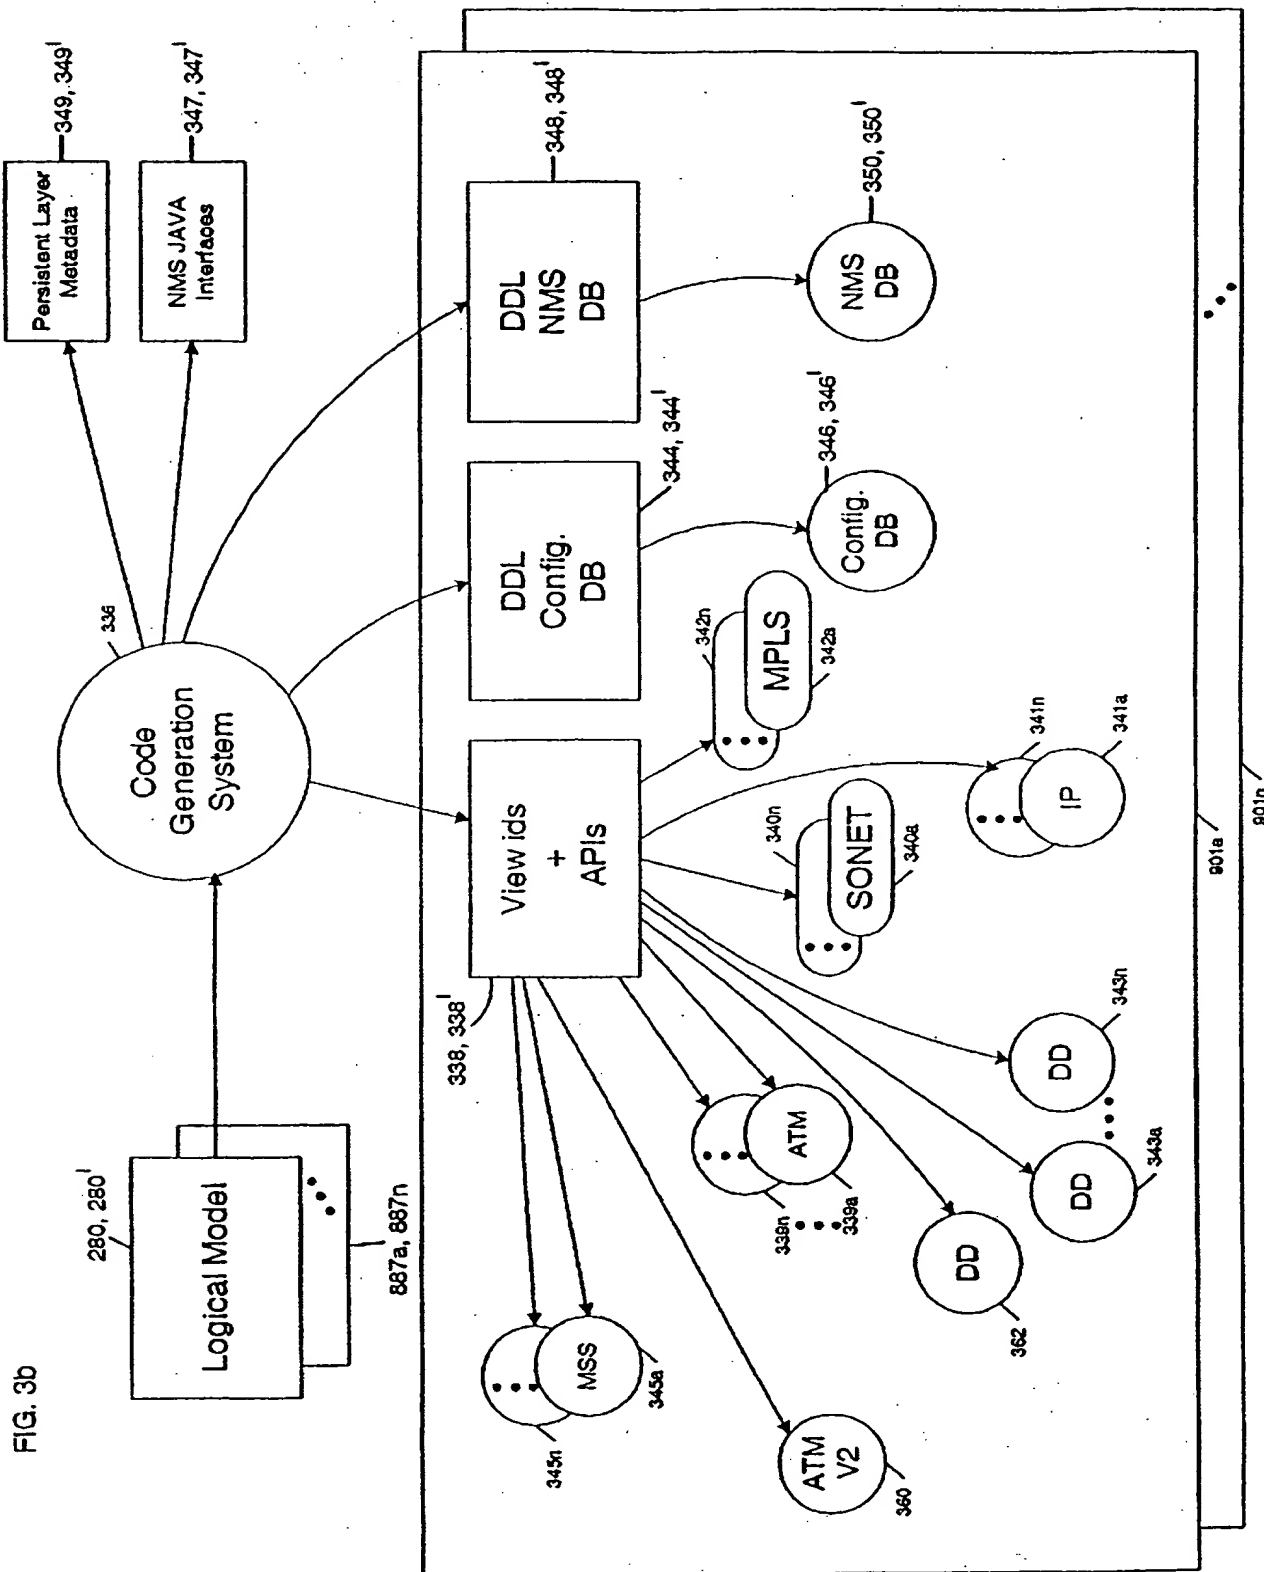 FIG. 3b
280, 280'
Logical Model
887a, 887n
Code
Generation
System
336
Persistent Layer
Metadata
349, 349'
NMS JAVA
Interfaces
347, 347'
338, 338'
View ids
+
APIs
DDL
Config.
DB
344, 344'
DDL
NMS
DB
348, 348'
345n
MSS
345a
ATM
V2
360
339n
ATM
339a
DD
362
DD
343a
DD
343n
340n
SONET
340a
342n
MPLS
342a
341n
IP
341a
Config.
DB
346, 346'
NMS
DB
350, 350'
901a
901n